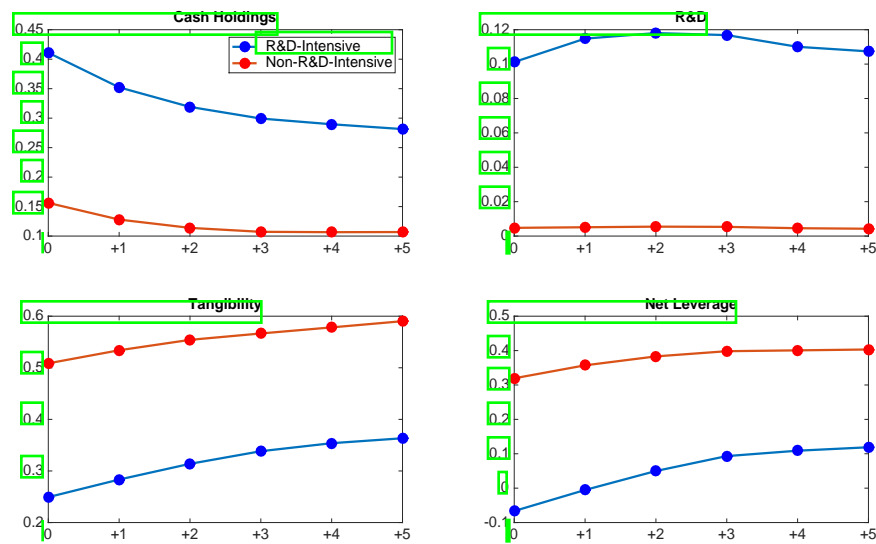 Cash Holdings
0.45
0.4
0.35
0.3
0.25
0.2
0.15
0.1
0 +1 +2 +3 +4 +5
R&D-Intensive
Non-R&D-Intensive
R&D
0.12
0.1
0.08
0.06
0.04
0.02
0
0 +1 +2 +3 +4 +5
Tangibility
0.6
0.5
0.4
0.3
0.2
0 +1 +2 +3 +4 +5
Net Leverage
0.5
0.4
0.3
0.2
0.1
0
-0.1
0 +1 +2 +3 +4 +5